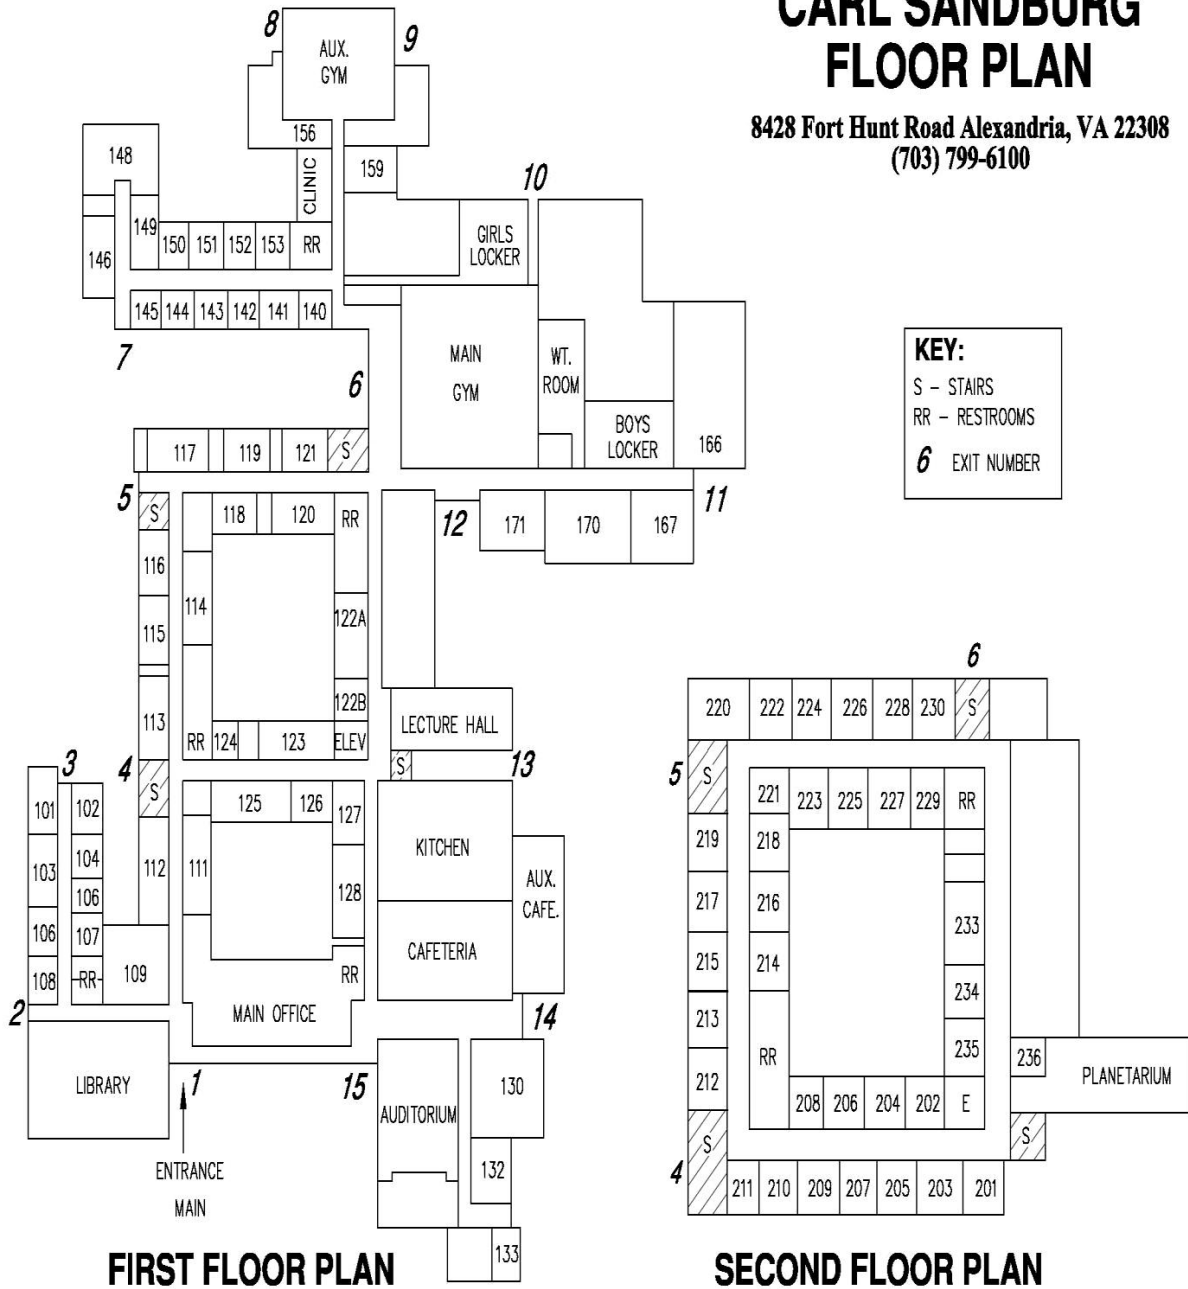 CARL SANDBURG
FLOOR PLAN
8428 Fort Hunt Road Alexandria, VA 22308
(703) 799-6100
8
AUX.
GYM
9
156
148
CLINIC
159
10
149
150
151
152
153
RR
GIRLS
LOCKER
146
145
144
143
142
141
140
7
6
MAIN
GYM
WT.
ROOM
BOYS
LOCKER
166
KEY:
S - STAIRS
RR - RESTROOMS
6 EXIT NUMBER
117
119
121
S
5
S
118
120
RR
12
171
170
167
11
116
114
115
122A
113
122B
RR
124
123
ELEV
LECTURE HALL
3
4
S
S
13
101
102
125
126
127
KITCHEN
103
104
112
111
128
AUX.
CAFE.
106
106
107
109
CAFETERIA
108
RR
RR
2
MAIN OFFICE
14
LIBRARY
1
15
AUDITORIUM
130
ENTRANCE
MAIN
132
133
FIRST FLOOR PLAN
6
220
222
224
226
228
230
S
5
S
221
223
225
227
229
RR
219
218
217
216
233
215
214
234
213
235
236
PLANETARIUM
212
RR
208
206
204
202
E
S
S
4
211
210
209
207
205
203
201
SECOND FLOOR PLAN